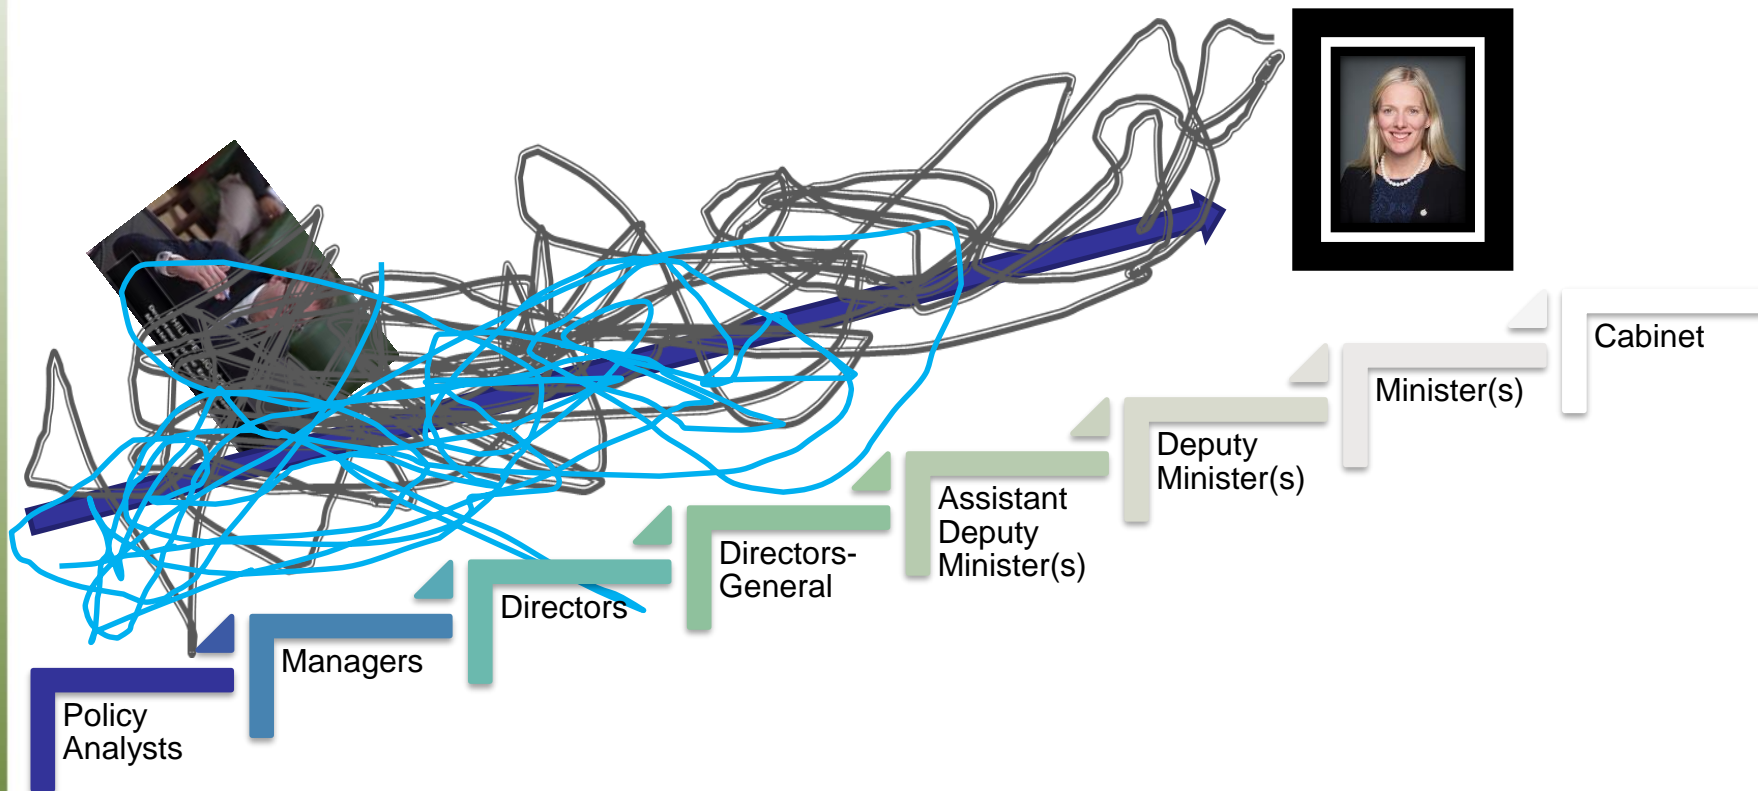 Policy
Analysts
Managers
Directors
Directors-
General
Assistant
Deputy
Minister(s)
Deputy
Minister(s)
Minister(s)
Cabinet